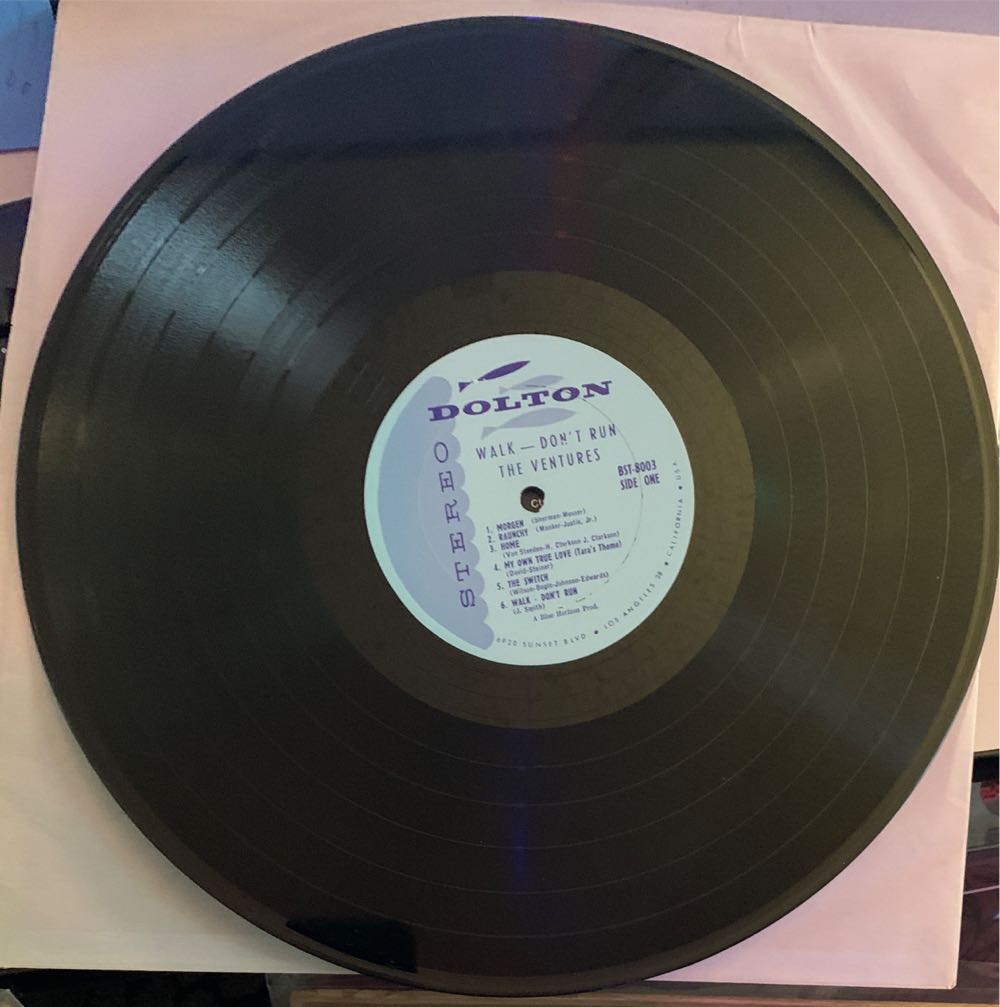 DOLTON
STEREO
WALK — DON'T RUN
THE VENTURES
BST-8003
SIDE ONE
1. MORGEN (Sherman-Mosser)
2. RAUNCHY (Manker-Justis, Jr.)
3. HOME
(Van Steeden-H. Clarkson-J. Clarkson)
4. MY OWN TRUE LOVE (Tara's Theme)
(David-Steiner)
5. THE SWITCH
(Wilson-Bogle-Johnson-Edwards)
6. WALK - DON'T RUN
(J. Smith)
A Blue Horizon Prod.
6920 SUNSET BLVD. • LOS ANGELES 28 • CALIFORNIA • USA